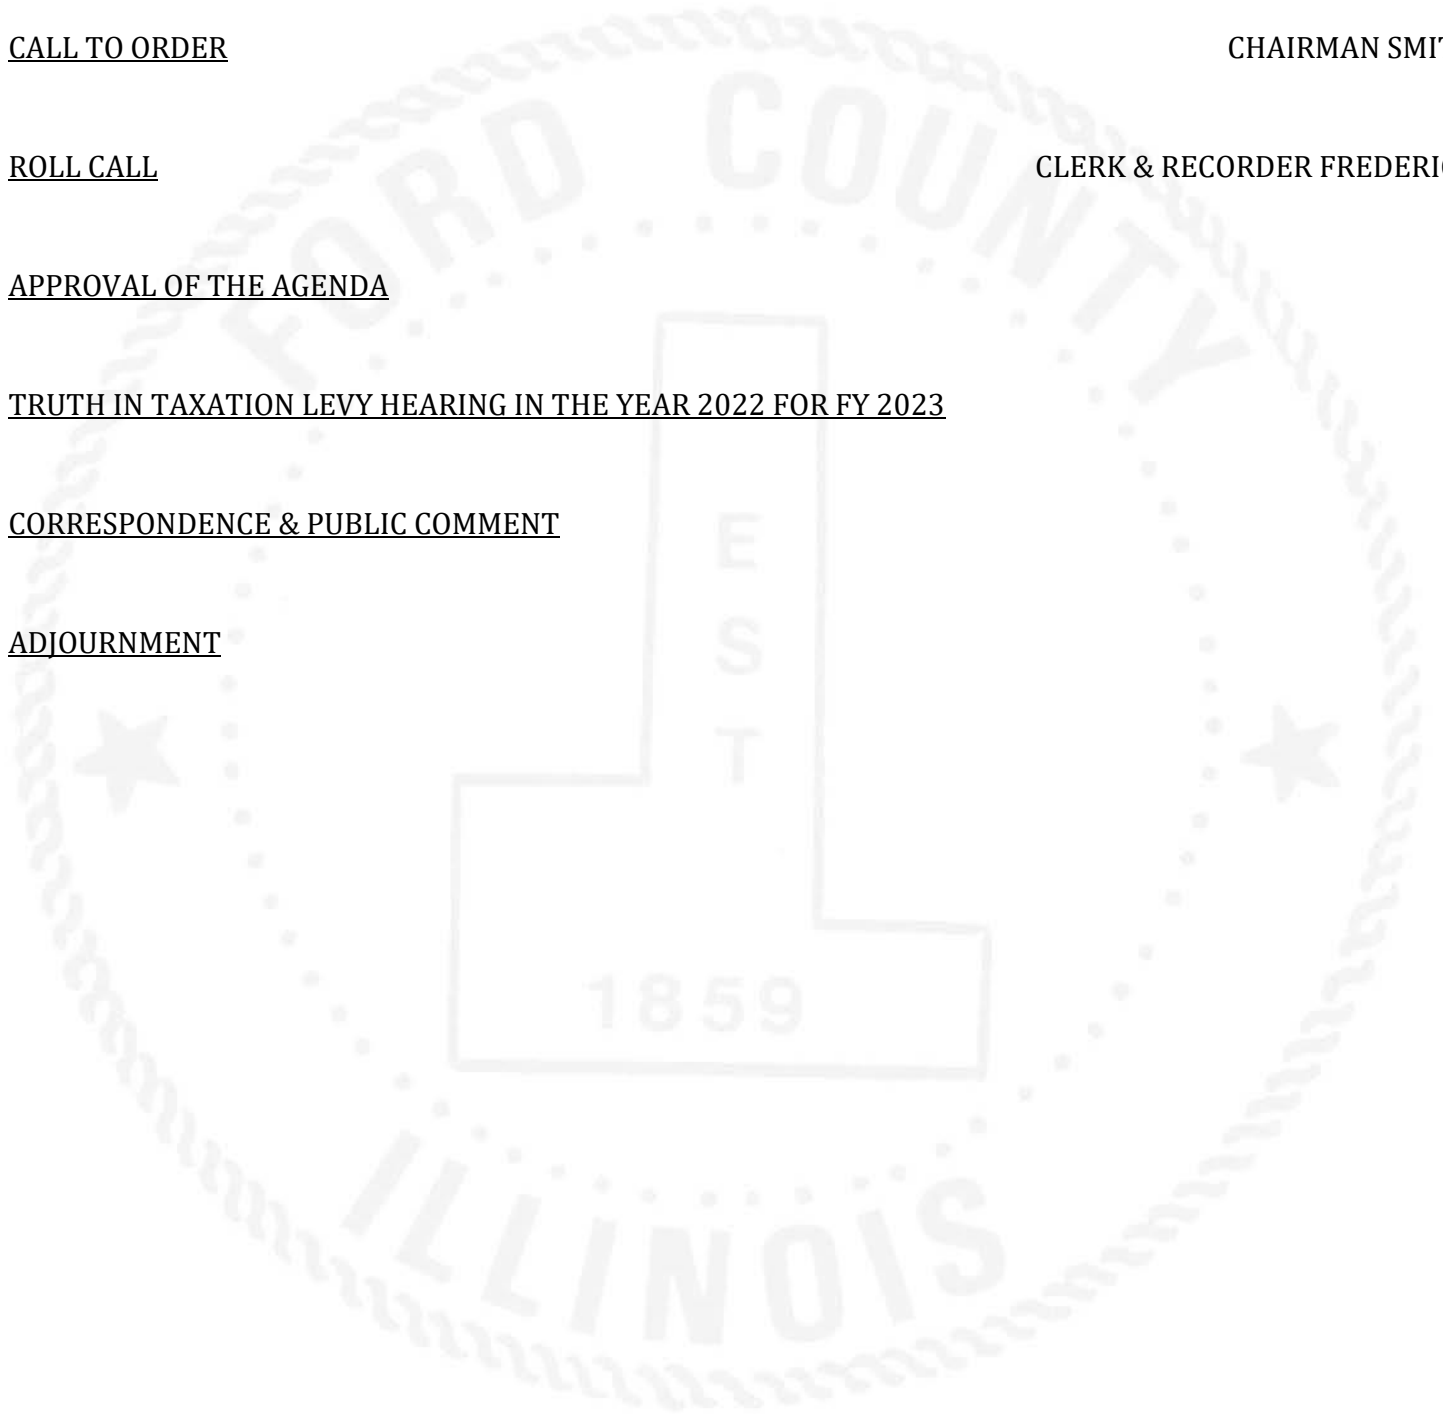 CALL TO ORDER CHAIRMAN
ROLL CALL CLERK & RECORDER
APPROVAL OF THE AGENDA
TRUTH IN TAXATION LEVY HEARING IN THE YEAR 2022 FOR FY 2023
CORRESPONDENCE & PUBLIC COMMENT
ADJOURNMENT
FORD COUNTY
E
S
T
1859
ILLINOIS